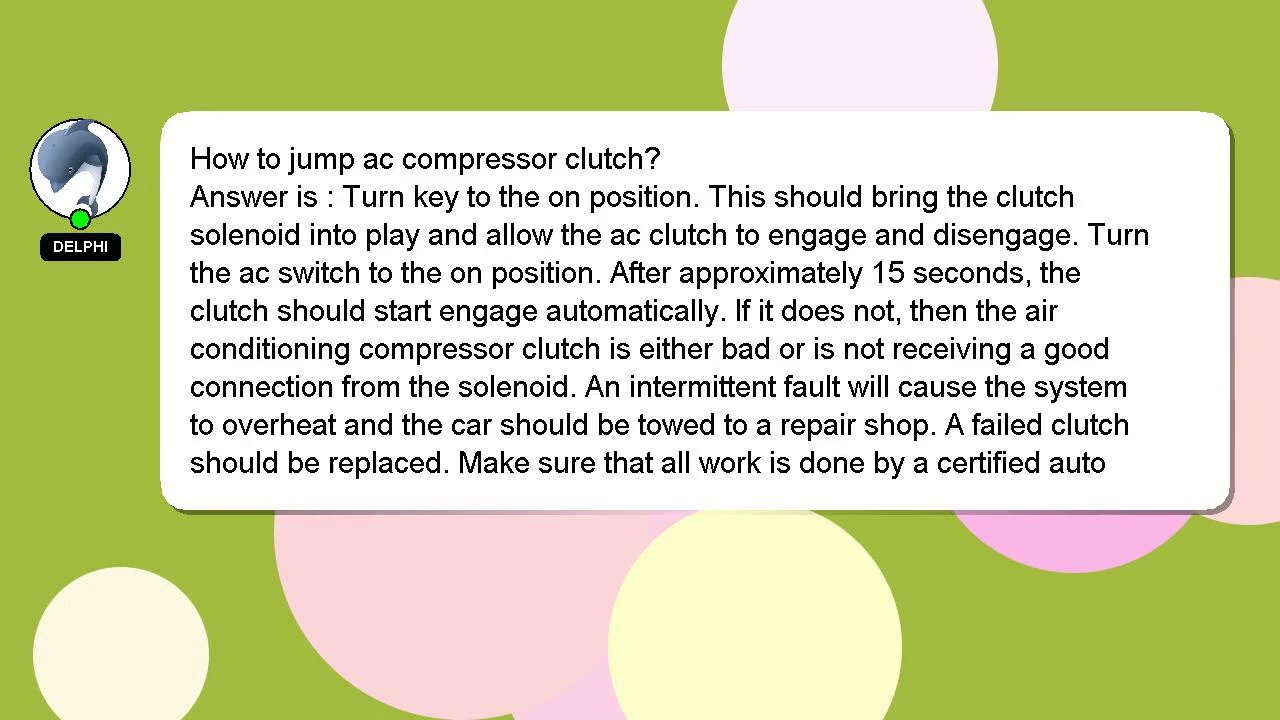 How to jump ac compressor clutch?
Answer is : Turn key to the on position. This should bring the clutch
solenoid into play and allow the ac clutch to engage and disengage. Turn
the ac switch to the on position. After approximately 15 seconds, the
clutch should start engage automatically. If it does not, then the air
conditioning compressor clutch is either bad or is not receiving a good
connection from the solenoid. An intermittent fault will cause the system
to overheat and the car should be towed to a repair shop. A failed clutch
should be replaced. Make sure that all work is done by a certified auto
DELPHI